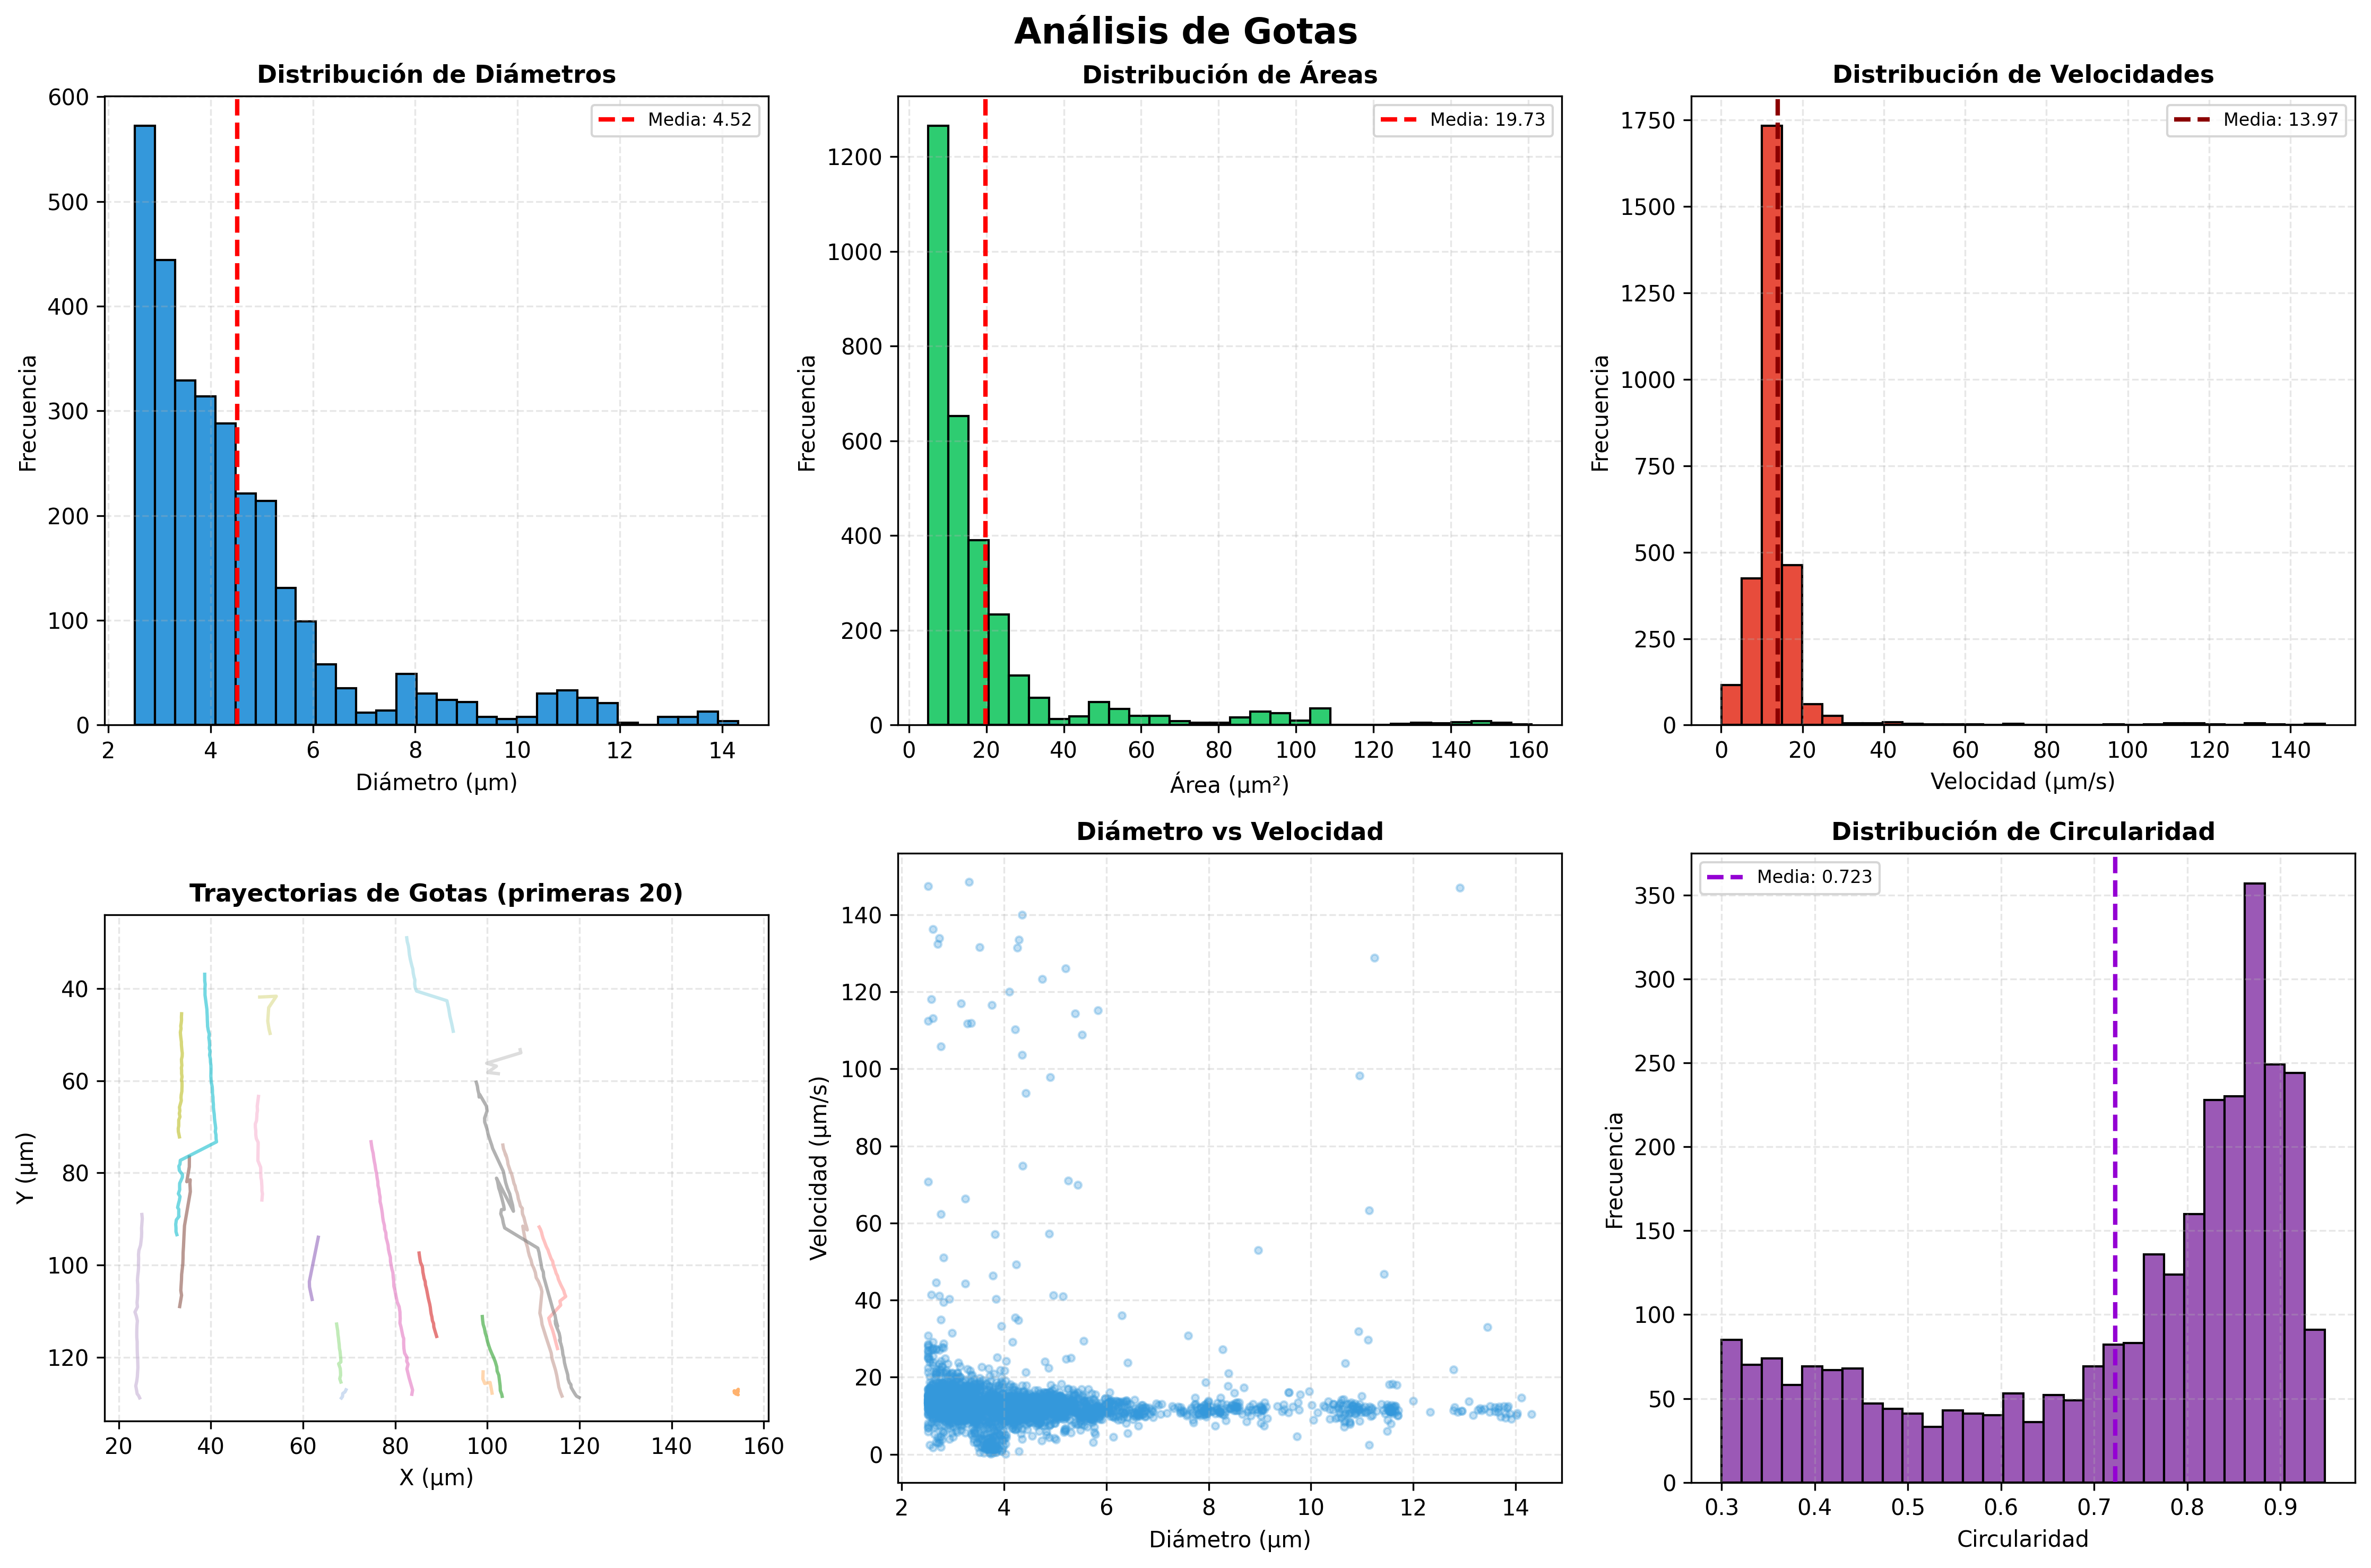 Análisis de Gotas
Distribución de Diámetros
Media: 4.52
600
500
400
300
200
100
0
Frecuencia
2 4 6 8 10 12 14
Diámetro (µm)
Distribución de Áreas
Media: 19.73
1200
1000
800
600
400
200
0
Frecuencia
0 20 40 60 80 100 120 140 160
Área (µm²)
Distribución de Velocidades
Media: 13.97
1750
1500
1250
1000
750
500
250
0
Frecuencia
0 20 40 60 80 100 120 140
Velocidad (µm/s)
Trayectorias de Gotas (primeras 20)
40
60
80
100
120
Y (µm)
20 40 60 80 100 120 140 160
X (µm)
Diámetro vs Velocidad
140
120
100
80
60
40
20
0
Velocidad (µm/s)
2 4 6 8 10 12 14
Diámetro (µm)
Distribución de Circularidad
Media: 0.723
350
300
250
200
150
100
50
0
Frecuencia
0.3 0.4 0.5 0.6 0.7 0.8 0.9
Circularidad